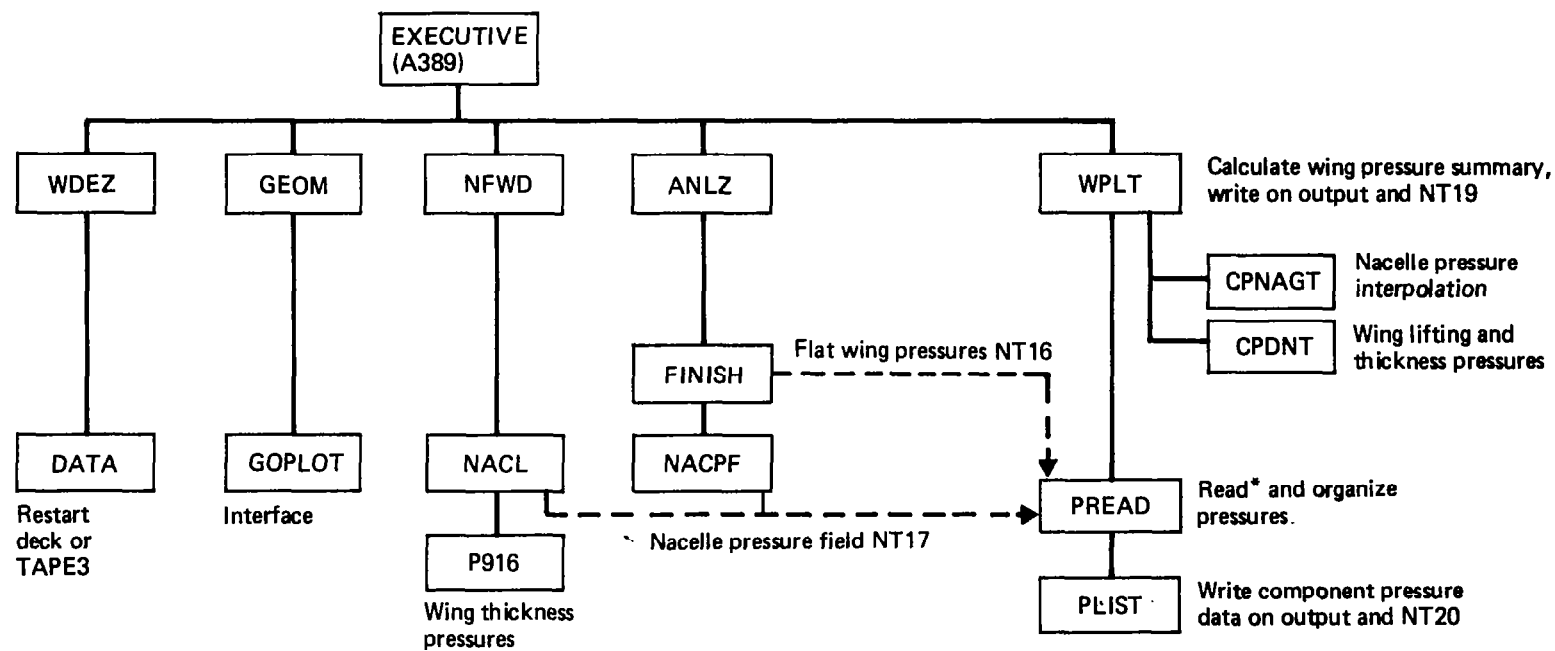 EXECUTIVE
(A389)
WDEZ
GEOM
NFWD
ANLZ
WPLT
Calculate wing pressure summary,
write on output and NT19
CPNAGT
Nacelle pressure
interpolation
CPDNT
Wing lifting and
thickness pressures
FINISH
Flat wing pressures NT16
DATA
GOPLOT
NACL
NACPF
PREAD
Read* and organize
pressures.
Restart
deck or
TAPE3
Interface
Nacelle pressure field NT17
P916
Wing thickness
pressures
PLIST
Write component pressure
data on output and NT20